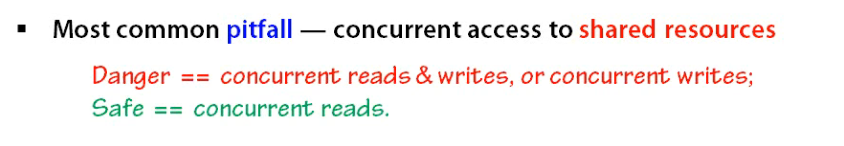 ▪ Most common pitfall — concurrent access to shared resources
Danger == concurrent reads & writes, or concurrent writes;
Safe == concurrent reads.